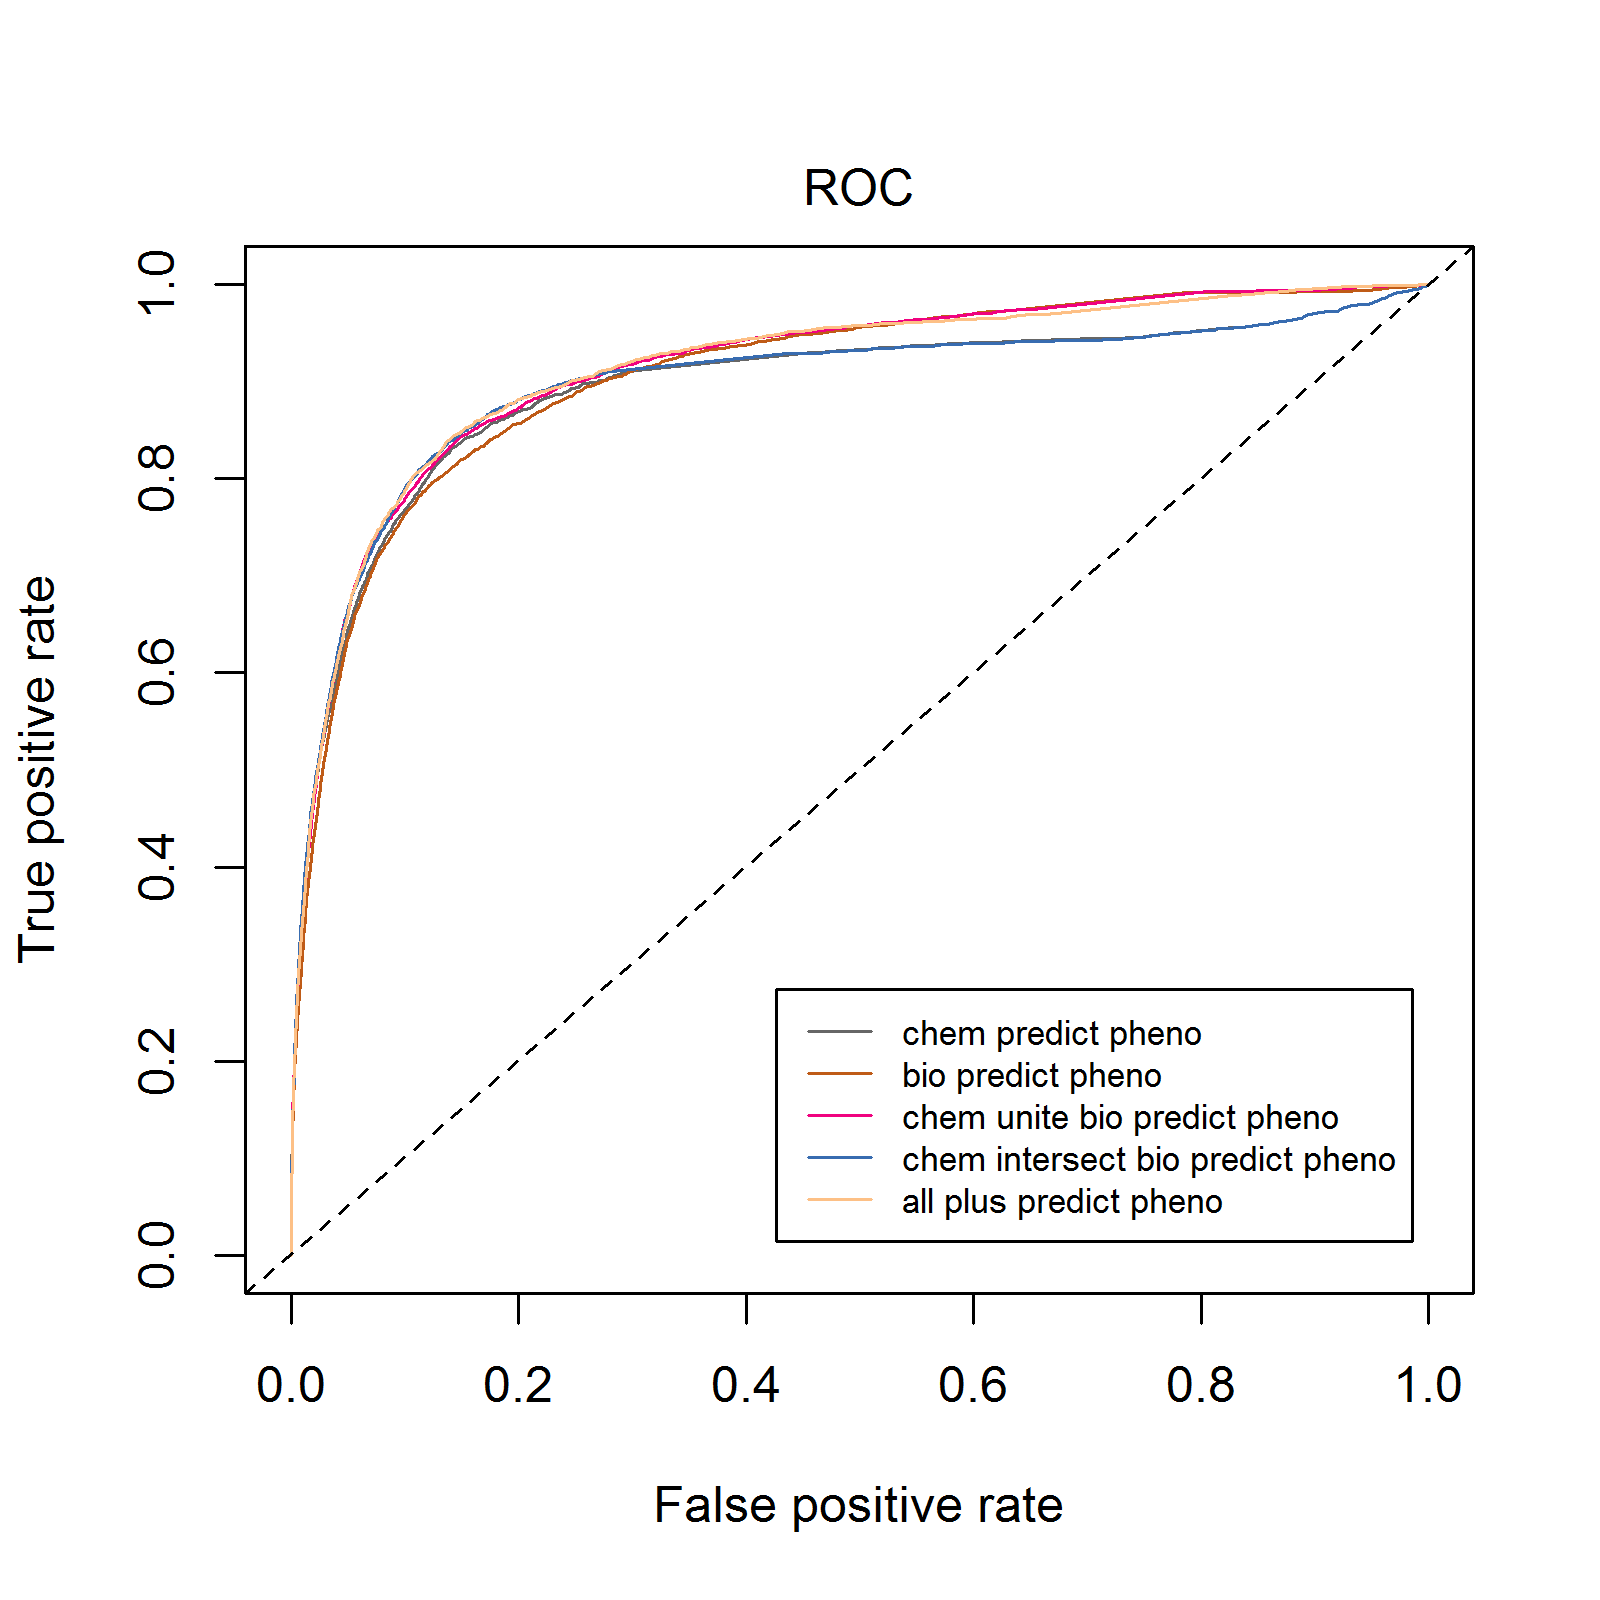 ROC
True positive rate
1.0
0.8
0.6
0.4
0.2
0.0
chem predict pheno
bio predict pheno
chem unite bio predict pheno
chem intersect bio predict pheno
all plus predict pheno
0.0 0.2 0.4 0.6 0.8 1.0
False positive rate